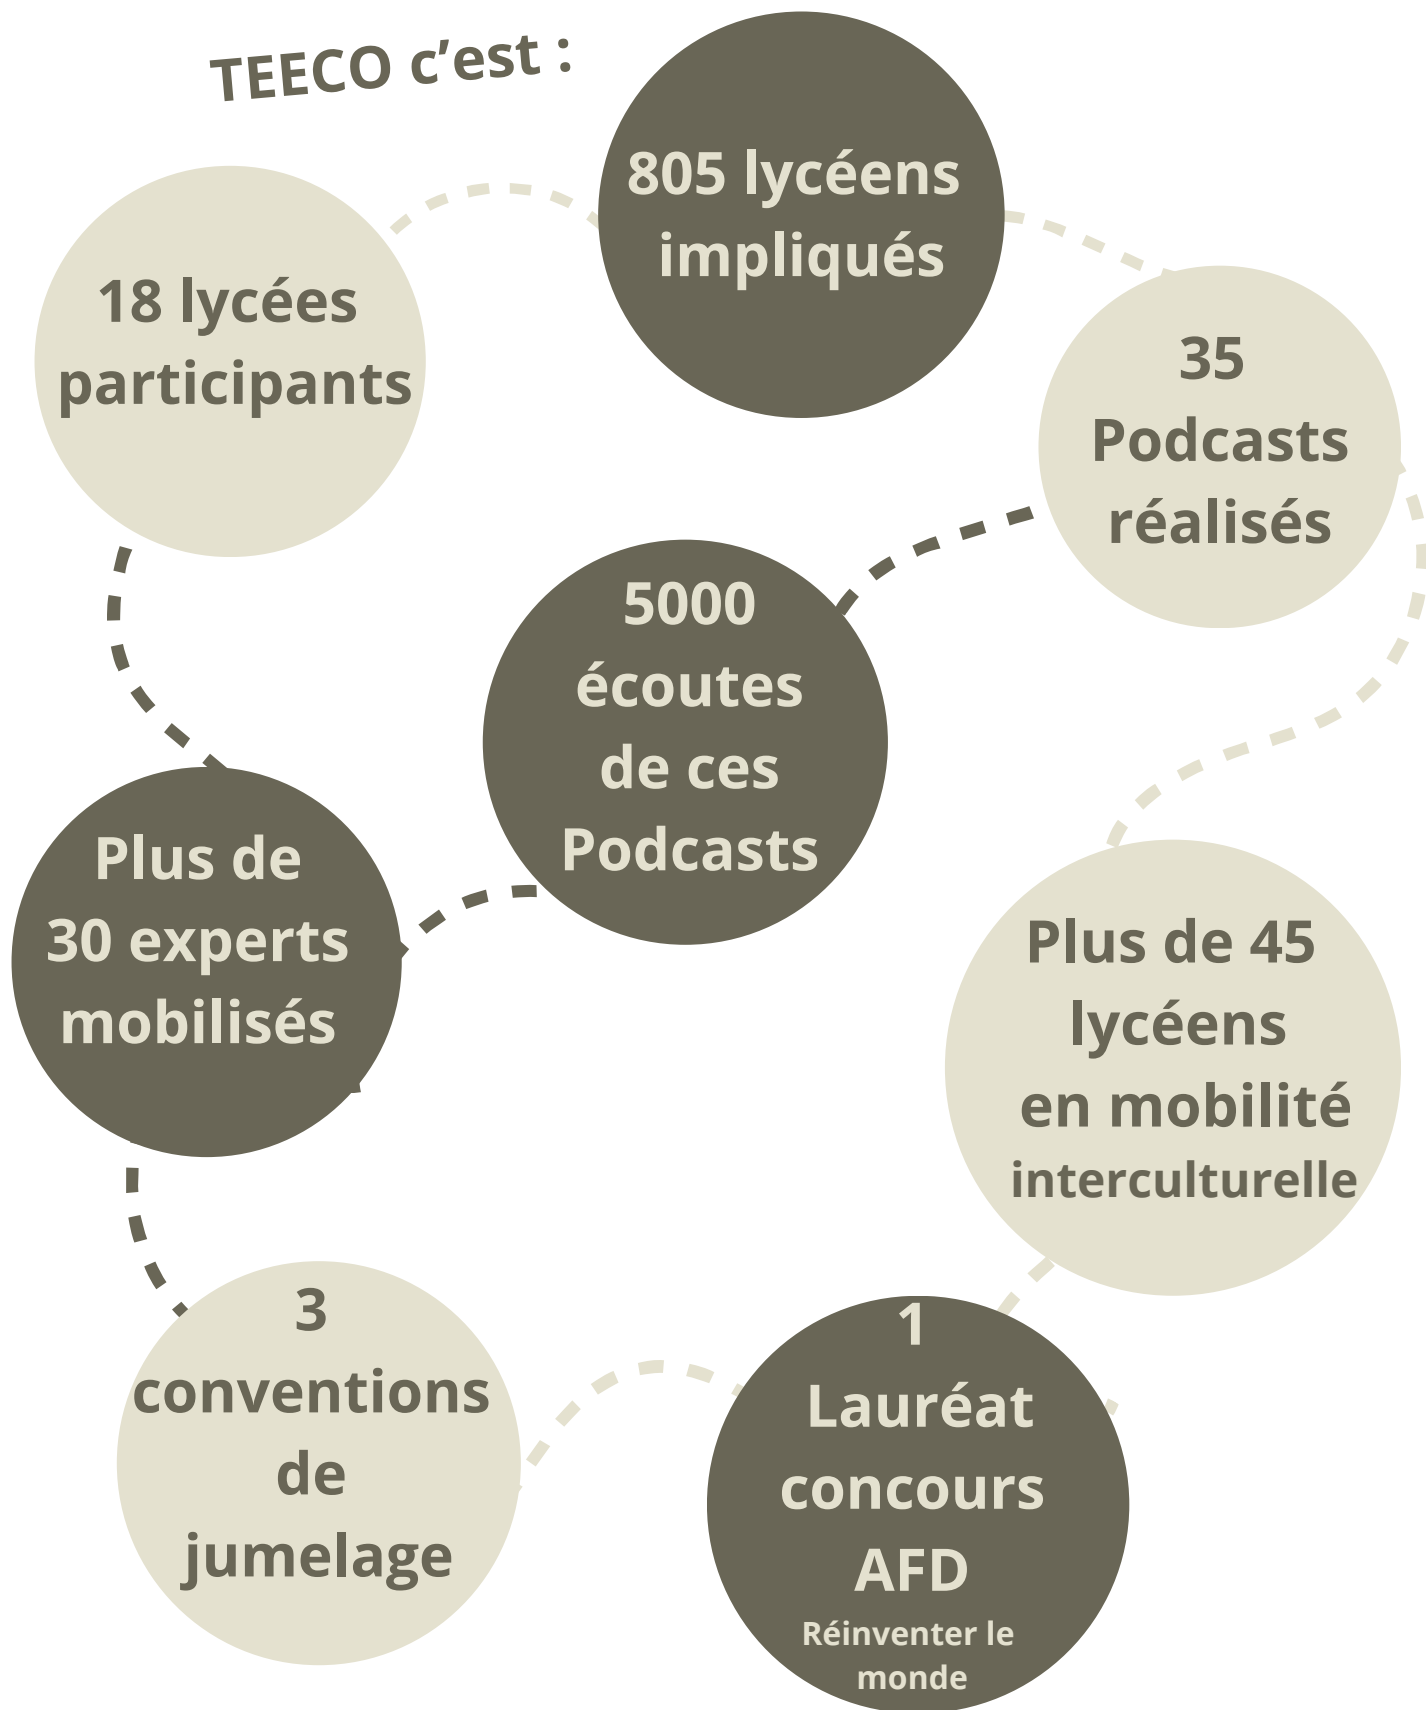 TEECO c’est :
805 lycéens
impliqués
18 lycées
participants
35
Podcasts
réalisés
5000
écoutes
de ces
Podcasts
Plus de
30 experts
mobilisés
Plus de 45
lycéens
en mobilité
interculturelle
3
conventions
de
jumelage
1
Lauréat
concours
AFD
Réinventer le
monde